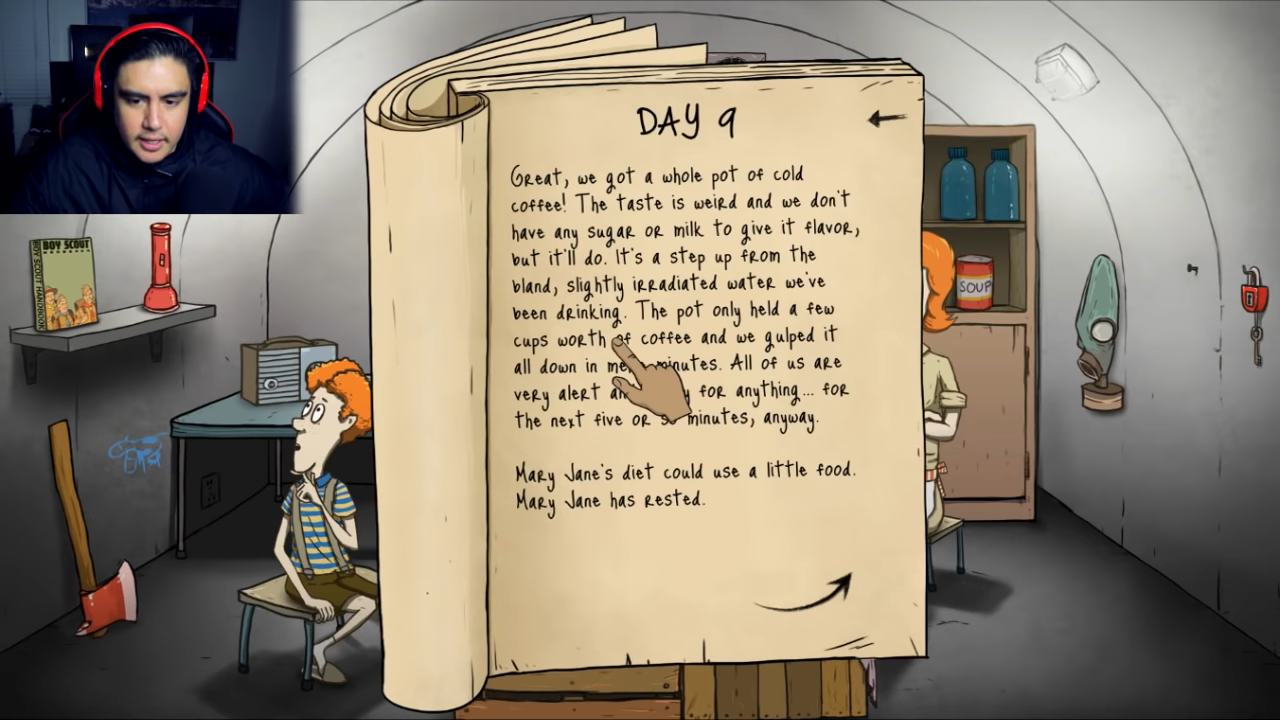 DAY 9
Great, we got a whole pot of cold
coffee! The taste is weird and we don't
have any sugar or milk to give it flavor,
but it'll do. It's a step up from the
bland, slightly irradiated water we've
been drinking. The pot only held a few
cups worth of coffee and we gulped it
all down in minutes. All of us are
very alert for anything... for
the next five or minutes, anyway.
Mary Jane's diet could use a little food.
Mary Jane has rested.
BOY SCOUT
BOY SCOUT HANDBOOK
SOUP